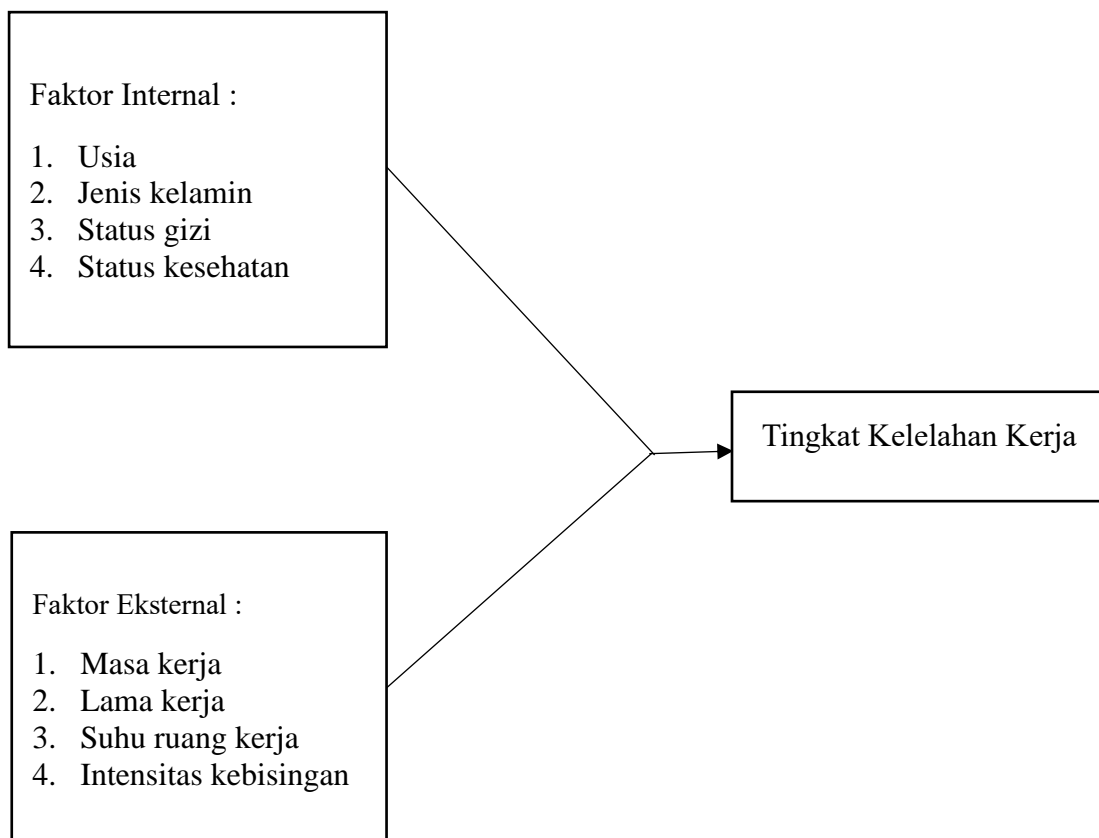 Faktor Internal :
1. Usia
2. Jenis kelamin
3. Status gizi
4. Status kesehatan
Tingkat Kelelahan Kerja
Faktor Eksternal :
1. Masa kerja
2. Lama kerja
3. Suhu ruang kerja
4. Intensitas kebisingan